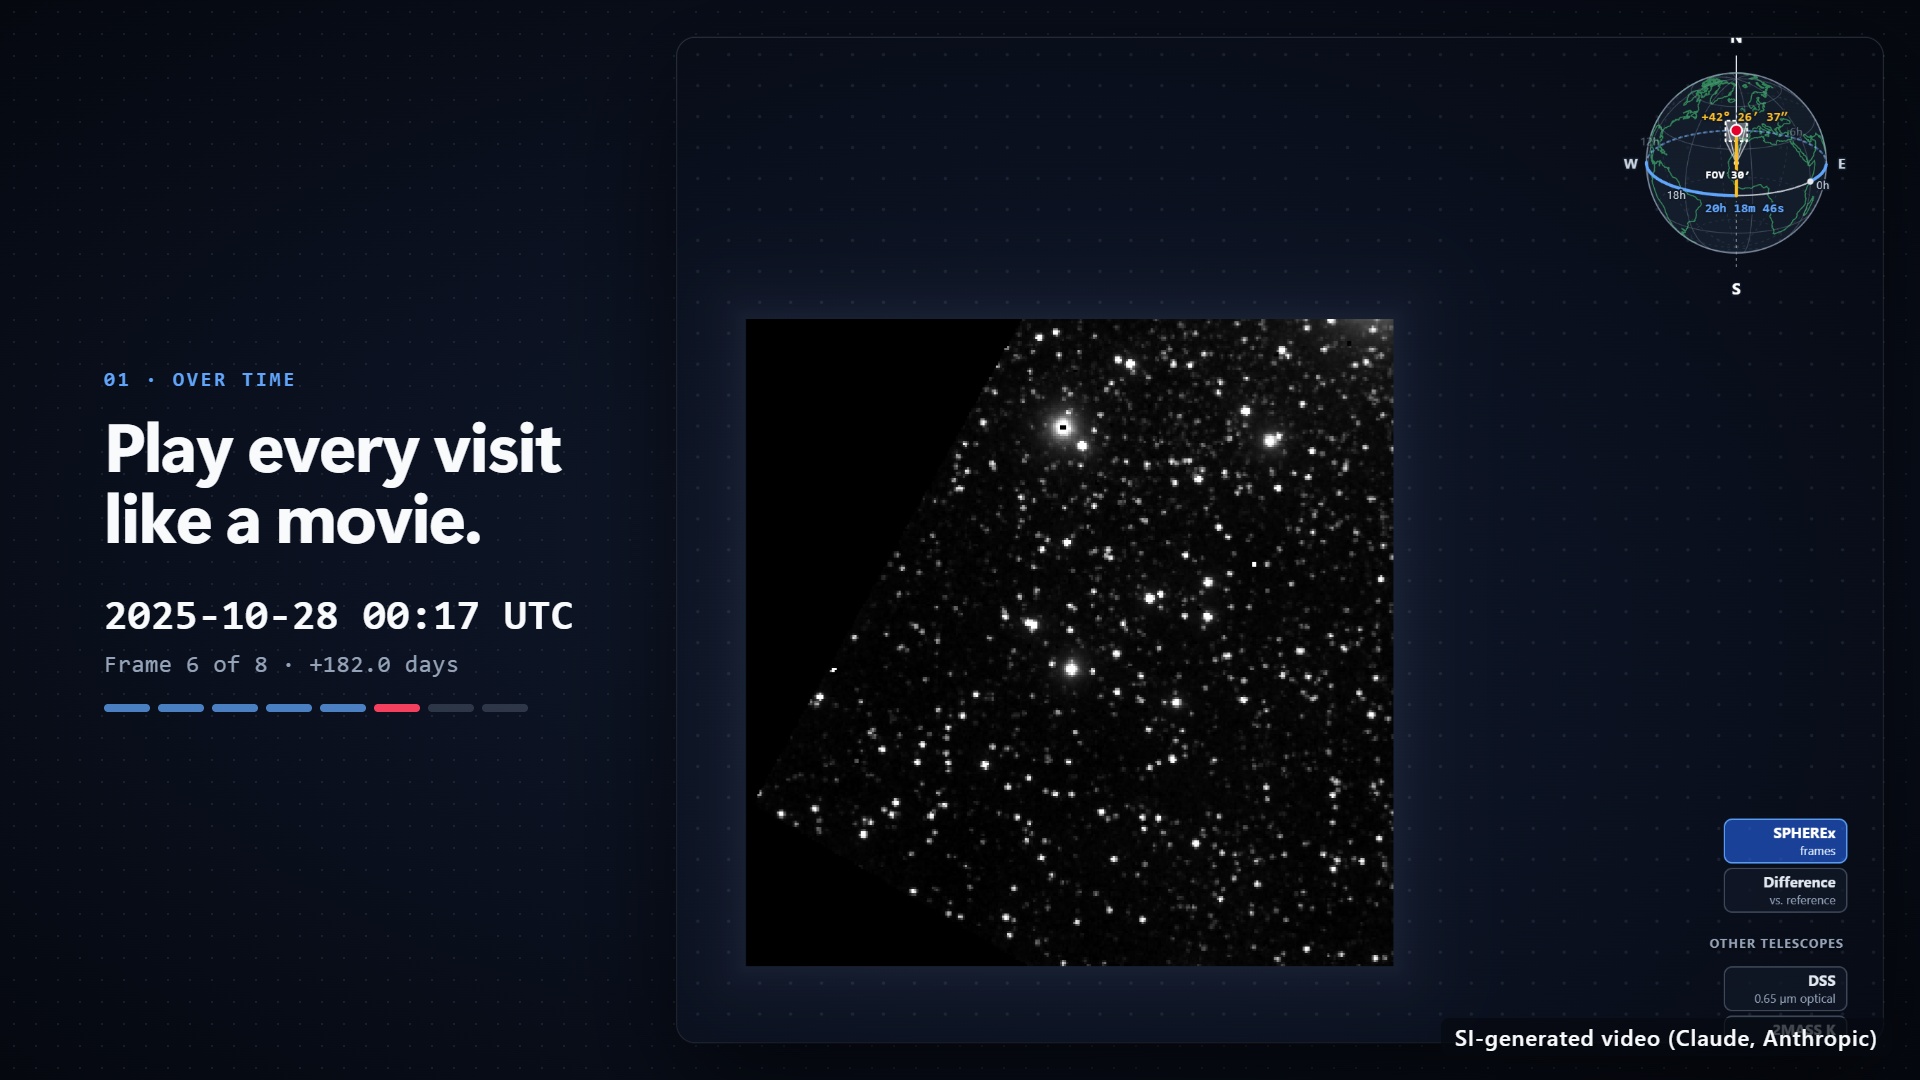 01 · OVER TIME
Play every visit
like a movie.
2025-10-28 00:17 UTC
Frame 6 of 8 · +182.0 days
N
+42° 26′ 37″
6h
W
E
FOV 30′
0h
18h
20h 18m 46s
S
SPHEREx
frames
Difference
vs. reference
OTHER TELESCOPES
DSS
0.65 µm optical
2MASS K
SI-generated video (Claude, Anthropic)